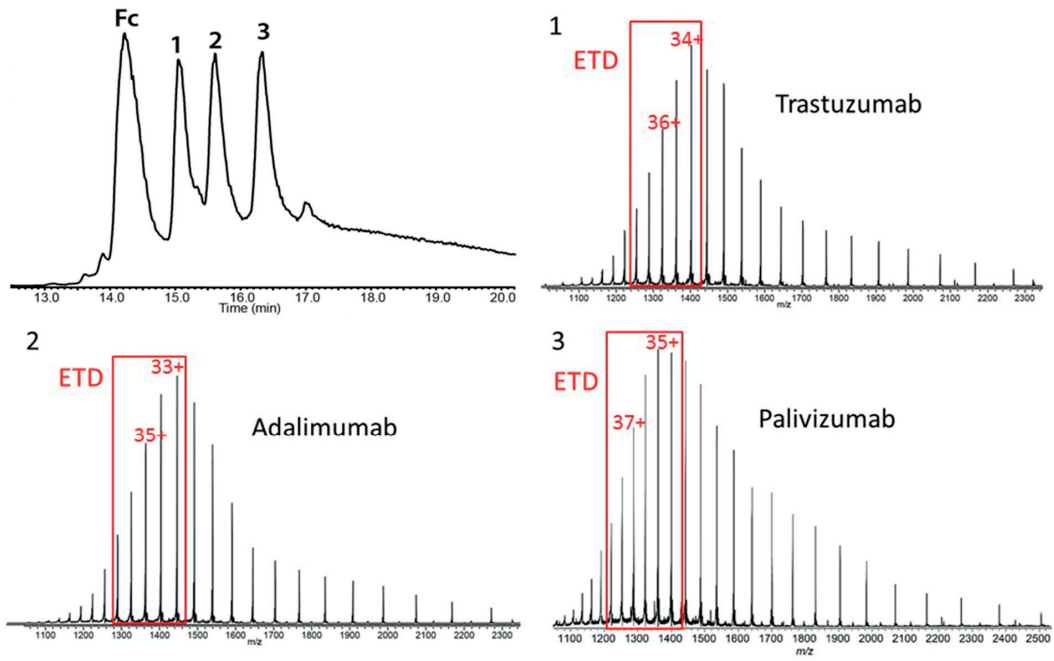 Fc
1
2
3
13.0 14.0 15.0 16.0 17.0 18.0 19.0 20.0
Time (min)
1
ETD
34+
36+
Trastuzumab
1100 1200 1300 1400 1500 1600 1700 1800 1900 2000 2100 2200 2300
m/z
2
ETD
33+
35+
Adalimumab
1100 1200 1300 1400 1500 1600 1700 1800 1900 2000 2100 2200 2300
m/z
3
ETD
35+
37+
Palivizumab
1100 1200 1300 1400 1500 1600 1700 1800 1900 2000 2100 2200 2300 2400 2500
m/z